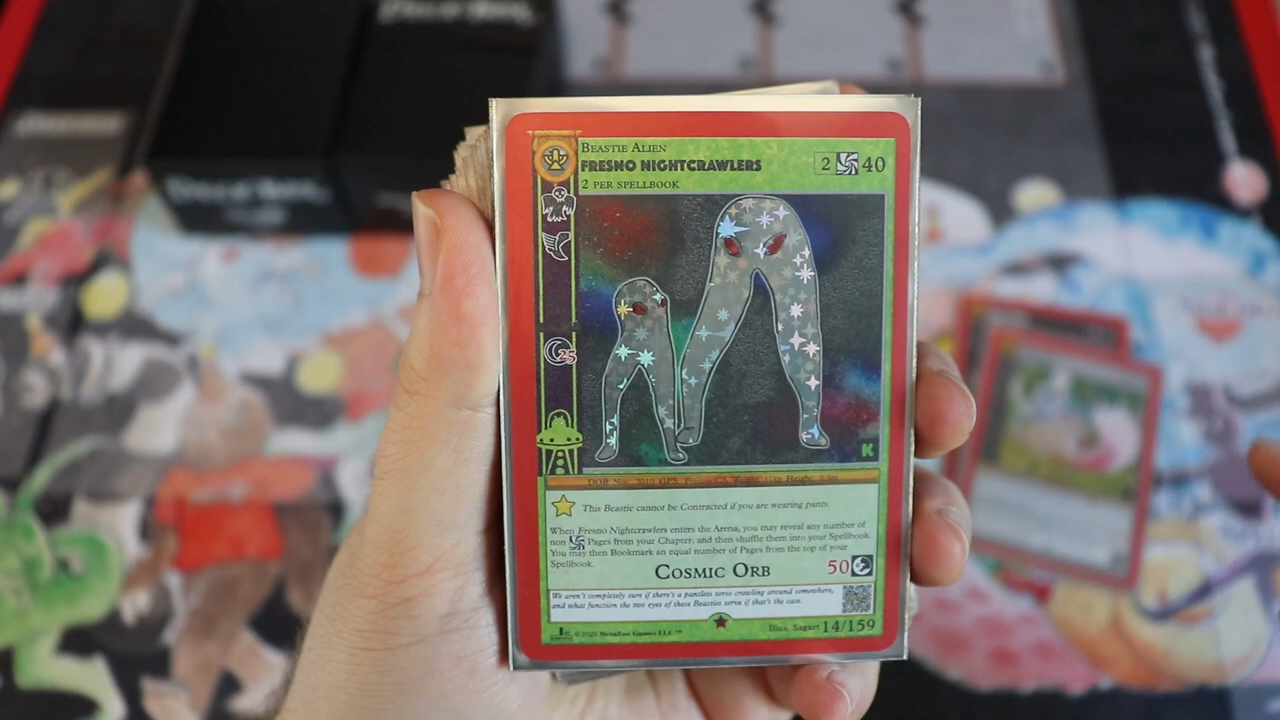 Beastie Alien
FRESNO NIGHTCRAWLERS
2 40
2 PER SPELLBOOK
25
K
This Beastie cannot be Contracted if you are wearing pants.
When Fresno Nightcrawlers enters the Arena, you may reveal any number of
non Pages from your Chapter, and then shuffle them into your Spellbook.
You may then Bookmark an equal number of Pages from the top of your
Spellbook.
Cosmic Orb 50
We aren't completely sure if there's a pantless torso crawling around somewhere,
and what function the two eyes of these Beasties serve if that's the case.
MetaZoo Games LLC™ Illus. Sagart 14/159